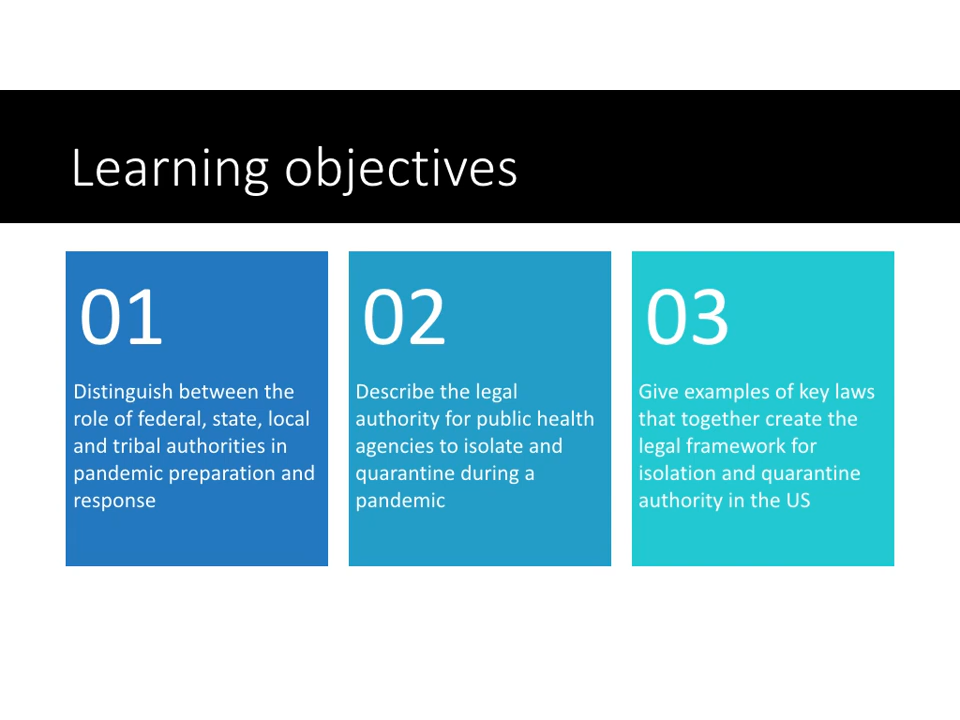 Learning objectives
01
Distinguish between the
role of federal, state, local
and tribal authorities in
pandemic preparation and
response
02
Describe the legal
authority for public health
agencies to isolate and
quarantine during a
pandemic
03
Give examples of key laws
that together create the
legal framework for
isolation and quarantine
authority in the US